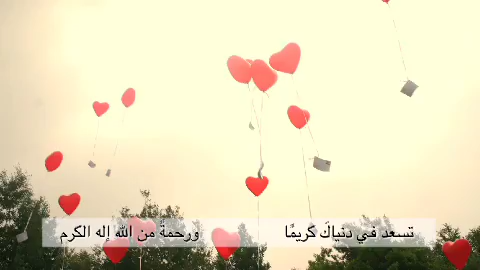 تسعد في دنياكَ كريمًا ورحمةً من الله إله الكرم